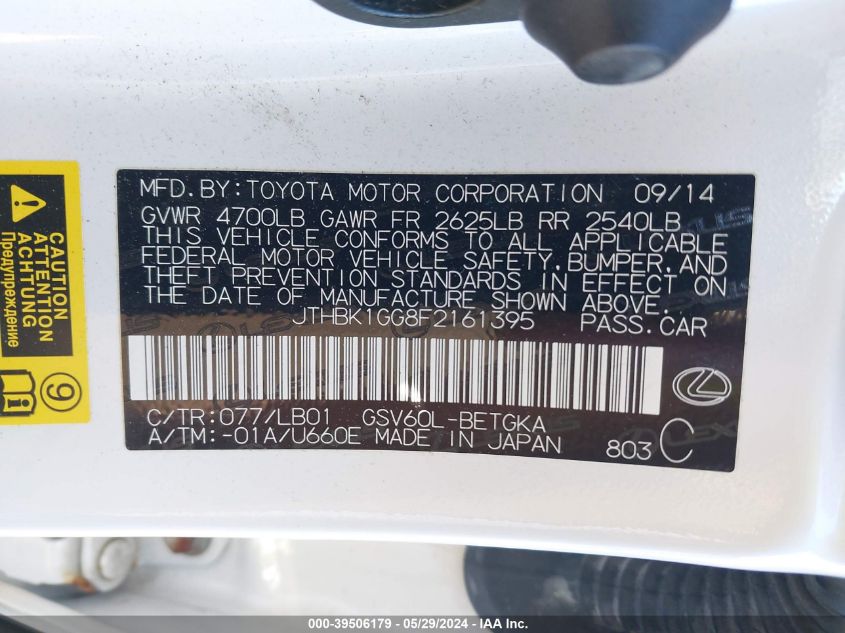 MFD.BY:TOYOTA MOTOR CORPORATION 09/14
GVWR 4700LB GAWR FR 2625LB RR 2540LB
THIS VEHICLE CONFORMS TO ALL APPLICABLE
FEDERAL MOTOR VEHICLE SAFETY,BUMPER,AND
THEFT PREVENTION STANDARDS IN EFFECT ON
THE DATE OF MANUFACTURE SHOWN ABOVE.
JTHBK1GG8F2161395 PASS.CAR
C/TR:077/LB01 GSV60L-BETGKA
A/TM:-01A/U660E MADE IN JAPAN 803 C
CAUTION
ATTENTION
ACHTUNG
Предупреждение
9
000-39506179 - 05/29/2024 - IAA Inc.